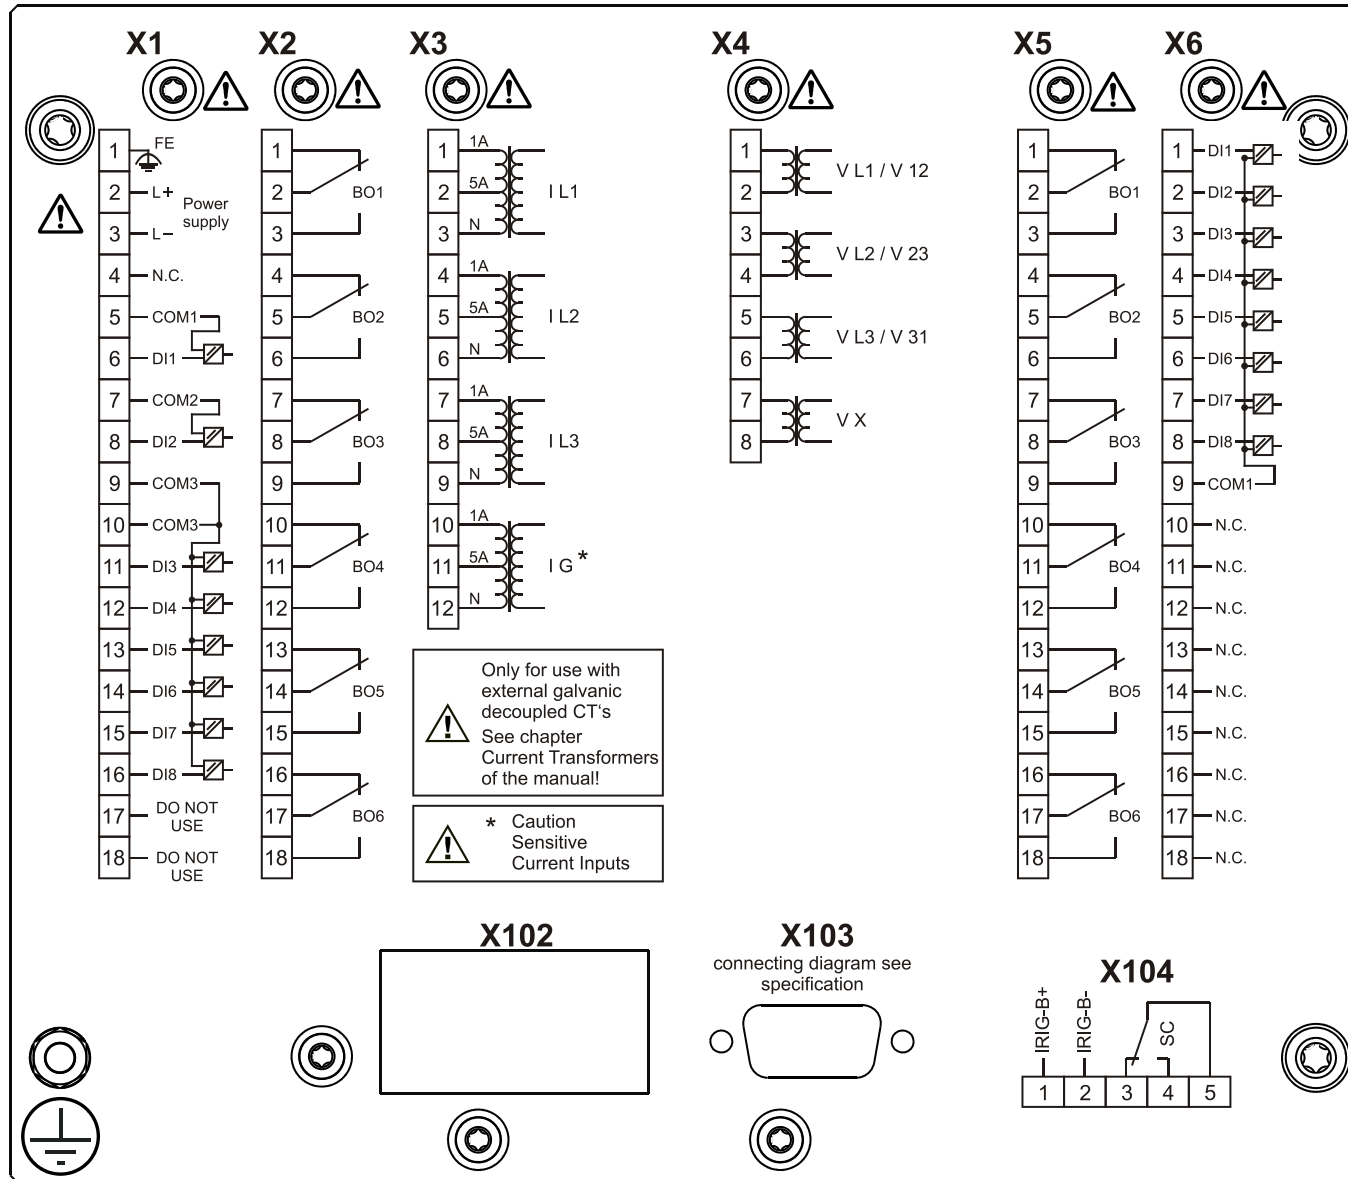 X1
X2
X3
X4
X5
X6
1 FE
2 L+
Power
supply
3 L−
4 N.C.
5 COM1
6 DI1
7 COM2
8 DI2
9 COM3
10 COM3
11 DI3
12 DI4
13 DI5
14 DI6
15 DI7
16 DI8
17 DO NOT
USE
18 DO NOT
USE
1
2 BO1
3
4
5 BO2
6
7
8 BO3
9
10
11 BO4
12
13
14 BO5
15
16
17 BO6
18
1 1A
2 5A I L1
3 N
4 1A
5 5A I L2
6 N
7 1A
8 5A I L3
9 N
10 1A
11 5A I G *
12 N
Only for use with
external galvanic
decoupled CT‘s
See chapter
Current Transformers
of the manual!
* Caution
Sensitive
Current Inputs
1
V L1 / V 12
2
3
V L2 / V 23
4
5
V L3 / V 31
6
7
V X
8
1
2 BO1
3
4
5 BO2
6
7
8 BO3
9
10
11 BO4
12
13
14 BO5
15
16
17 BO6
18
1 DI1
2 DI2
3 DI3
4 DI4
5 DI5
6 DI6
7 DI7
8 DI8
9 COM1
10 N.C.
11 N.C.
12 N.C.
13 N.C.
14 N.C.
15 N.C.
16 N.C.
17 N.C.
18 N.C.
X102
X103
connecting diagram see
specification
X104
IRIG-B+
IRIG-B-
SC
1 2 3 4 5